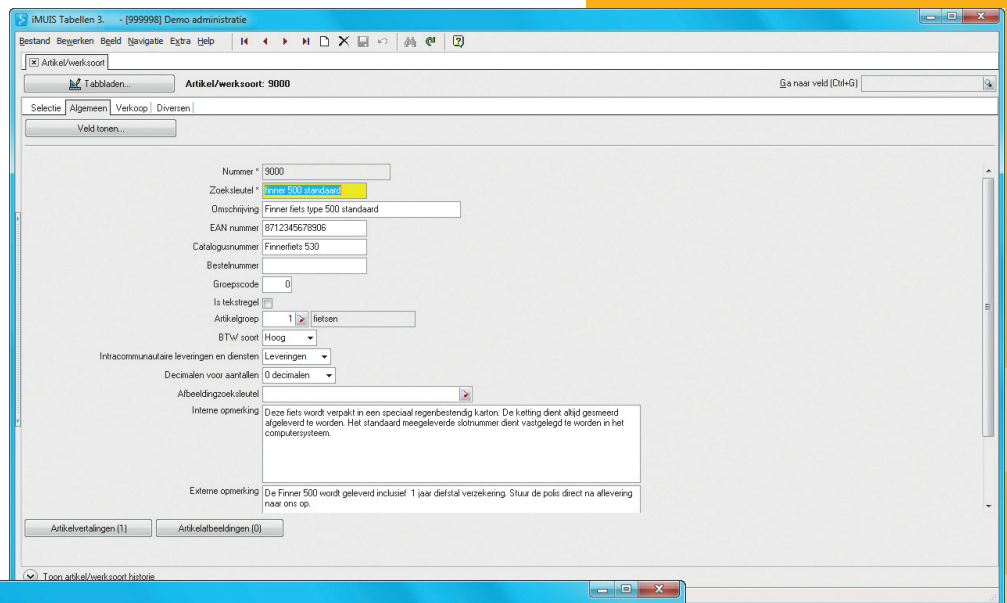 iMUIS Tabellen 3. - [999998] Demo administratie
Bestand Bewerken Beeld Navigatie Extra Help
Artikel/werksoort
Tabbladen... Artikel/werksoort: 9000 Ga naar veld (Ctrl+G)
Selectie Algemeen Verkoop Diversen
Veld tonen...
Nummer * 9000
Zoeksleutel * finner 500 standaard
Omschrijving Finner fiets type 500 standaard
EAN nummer 8712345678906
Catalogusnummer Finnerfiets 530
Bestelnummer
Groepscode 0
Is tekstregel
Artikelgroep 1 fietsen
BTW soort Hoog
Intracommunautaire leveringen en diensten Leveringen
Decimalen voor aantallen 0 decimalen
Afbeeldingzoeksleutel
Interne opmerking Deze fiets wordt verpakt in een speciaal regenbestendig karton. De ketting dient altijd gesmeerd
afgeleverd te worden. Het standaard meegeleverde slotnummer dient vastgelegd te worden in het
computersysteem.
Externe opmerking De Finner 500 wordt geleverd inclusief 1 jaar diefstal verzekering. Stuur de polis direct na aflevering
naar ons op.
Artikelvertalingen (1) Artikelafbeeldingen (0)
Toon artikel/werksoort historie